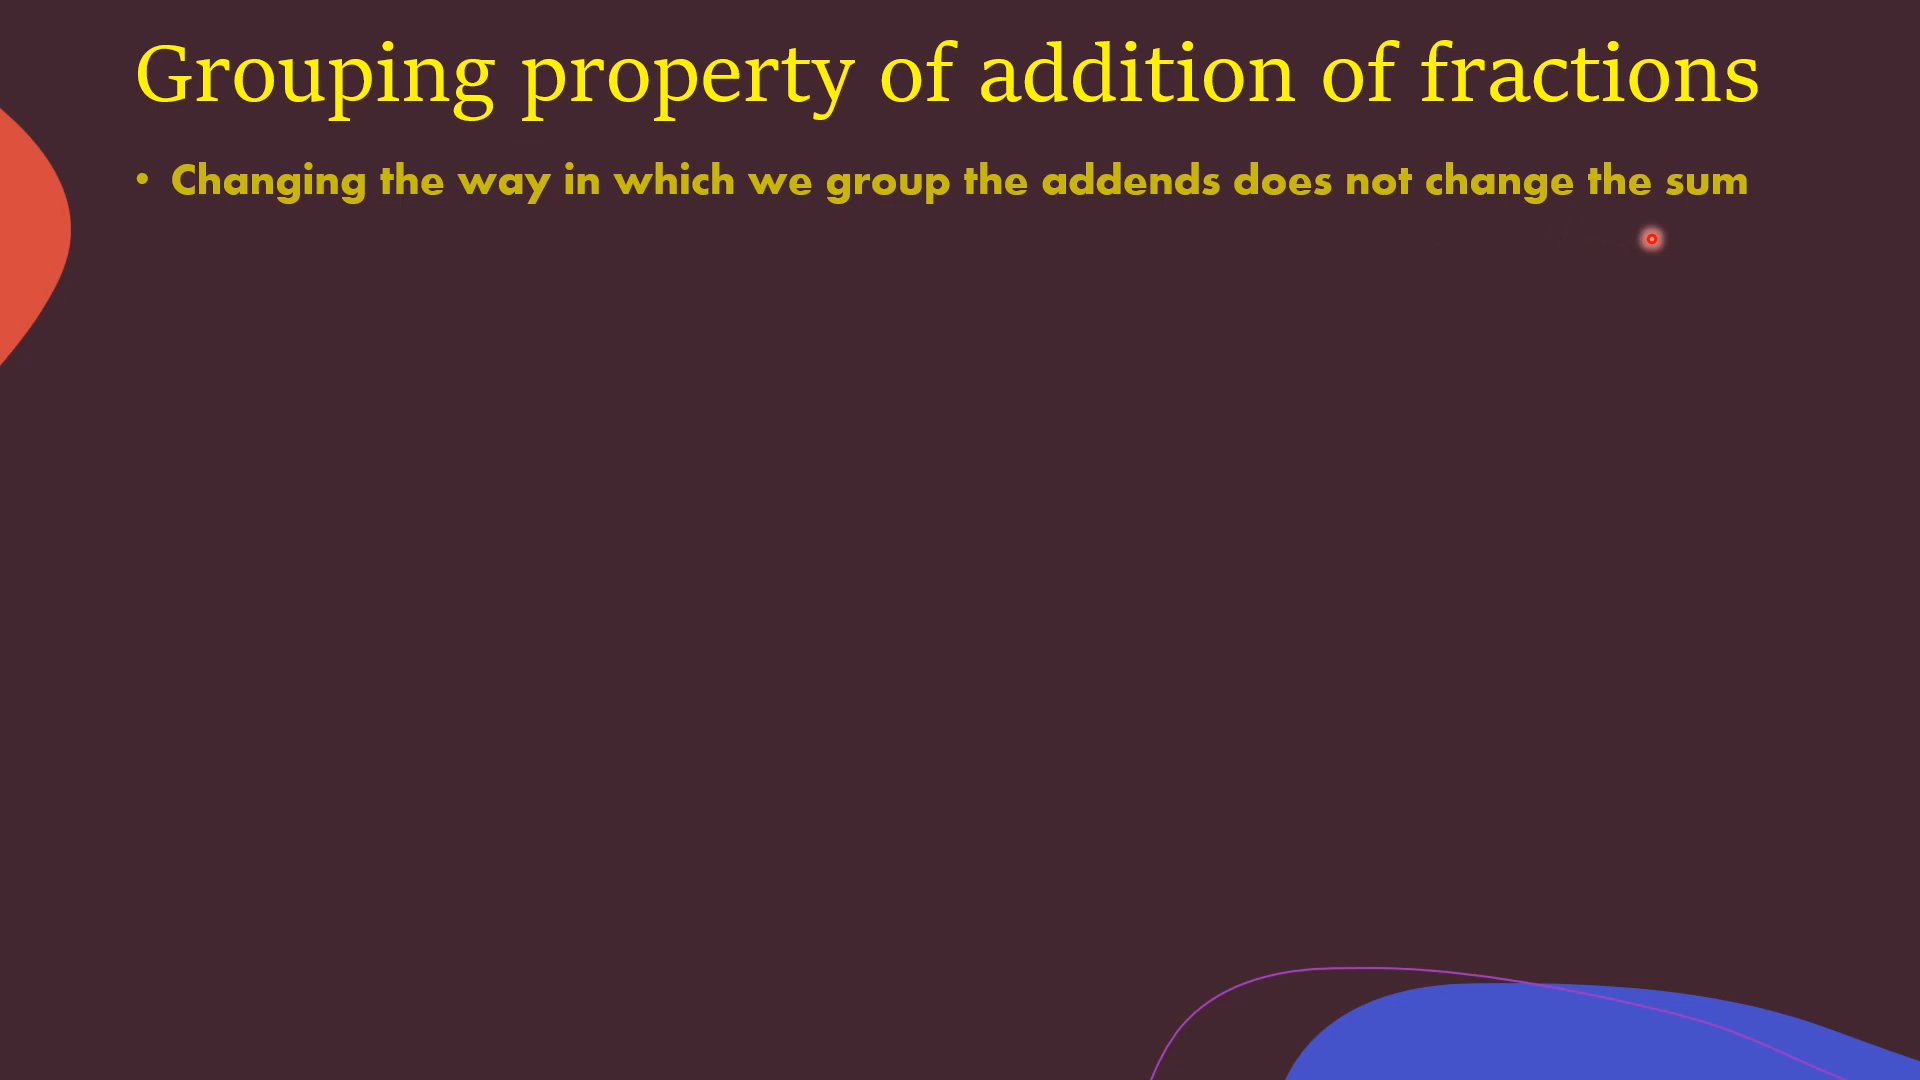 Grouping property of addition of fractions
• Changing the way in which we group the addends does not change the sum